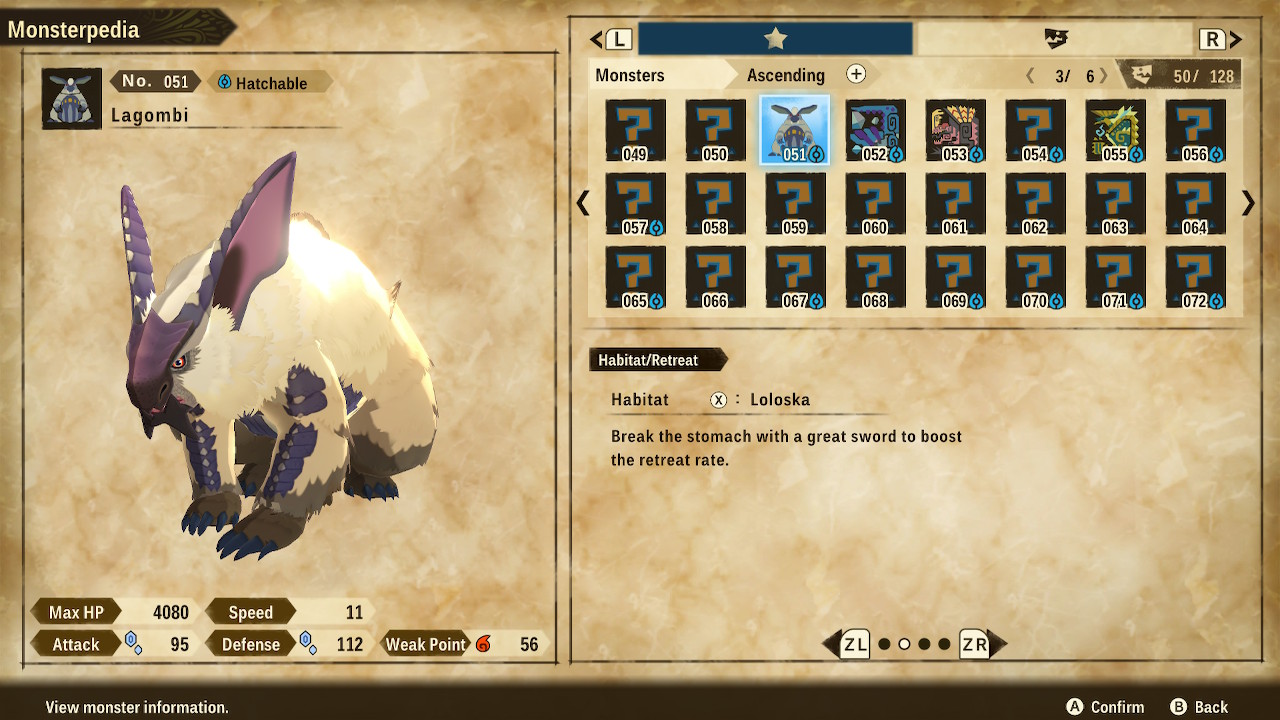 Monsterpedia
No. 051
Hatchable
Lagombi
L
R
Monsters
Ascending
3/ 6
50/ 128
049 050 051 052 053 054 055 056
057 058 059 060 061 062 063 064
065 066 067 068 069 070 071 072
Habitat/Retreat
Habitat X : Loloska
Break the stomach with a great sword to boost
the retreat rate.
Max HP 4080 Speed 11
Attack 95 Defense 112 Weak Point 56
ZL ZR
View monster information.
A Confirm B Back